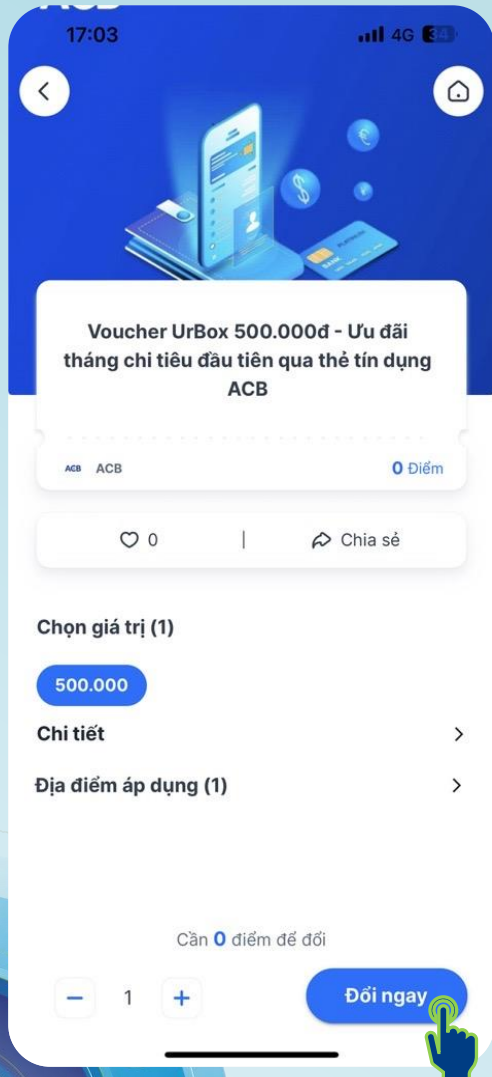 ACB
17:03
4G 34
Voucher UrBox 500.000đ - Ưu đãi
tháng chi tiêu đầu tiên qua thẻ tín dụng
ACB
ACB ACB
0 Điểm
0 | Chia sẻ
Chọn giá trị (1)
500.000
Chi tiết
Địa điểm áp dụng (1)
Cần 0 điểm để đổi
1
Đổi ngay